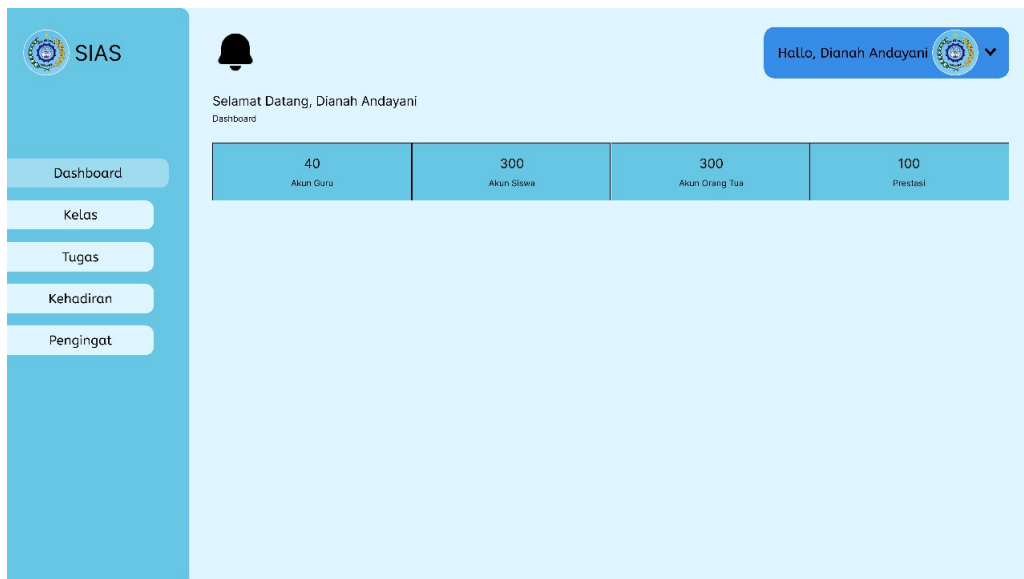 SIAS
Hallo, Dianah Andayani
Selamat Datang, Dianah Andayani
Dashboard
Dashboard
Kelas
Tugas
Kehadiran
Pengingat
40
Akun Guru
300
Akun Siswa
300
Akun Orang Tua
100
Prestasi